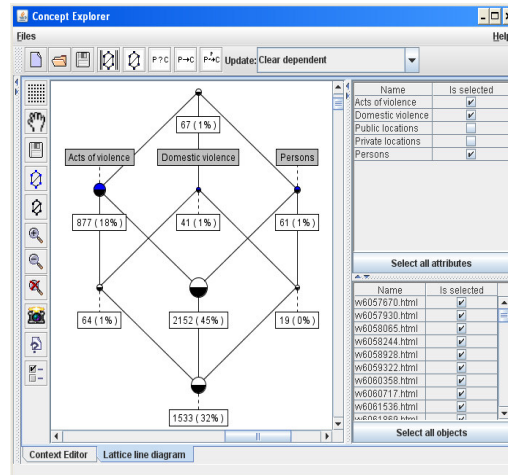 Concept Explorer
Files
Help
P?C
P→C
Update:
Clear dependent
67 (1%)
Acts of violence
Domestic violence
Persons
877 (18%)
41 (1%)
61 (1%)
64 (1%)
2152 (45%)
19 (0%)
1533 (32%)
Name
Is selected
Acts of violence
Domestic violence
Public locations
Private locations
Persons
Select all attributes
Name
Is selected
w6057670.html
w6057930.html
w6058065.html
w6058244.html
w6058928.html
w6059322.html
w6060358.html
w6060717.html
w6061536.html
w6061869.html
Select all objects
Context Editor
Lattice line diagram